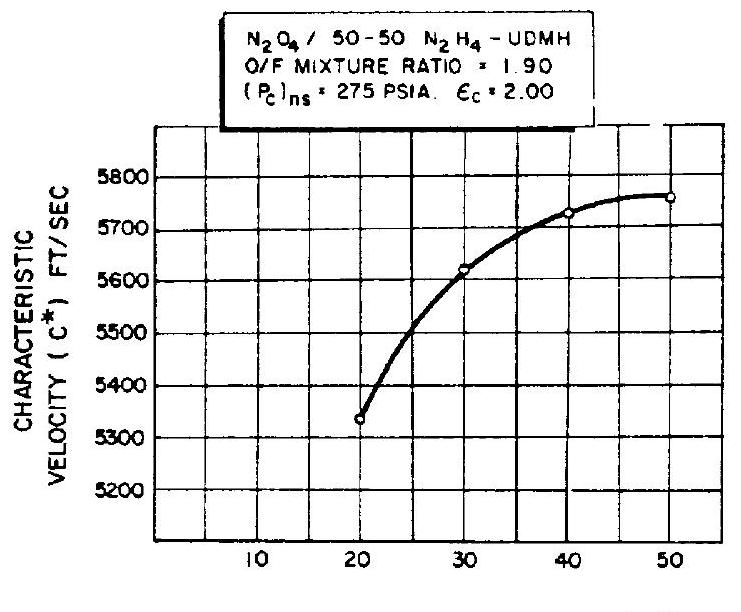 N₂O₄ / 50-50 N₂H₄-UDMH
O/F MIXTURE RATIO = 1.90
(Pc)ns = 275 PSIA. Єc = 2.00
CHARACTERISTIC
VELOCITY (C*) FT/SEC
5800
5700
5600
5500
5400
5300
5200
10 20 30 40 50